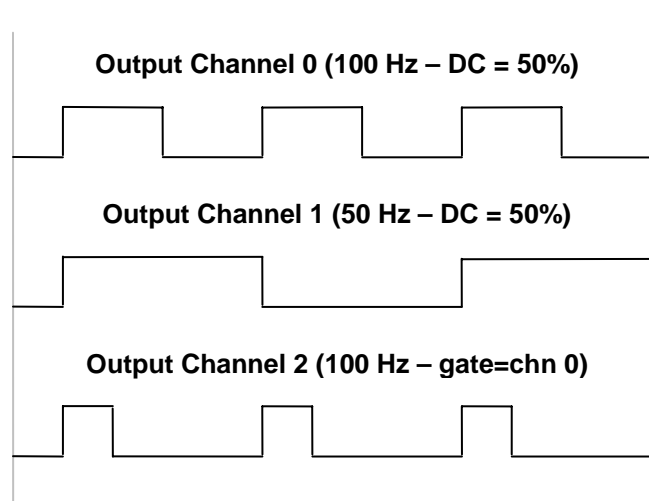 Output Channel 0 (100 Hz – DC = 50%)
Output Channel 1 (50 Hz – DC = 50%)
Output Channel 2 (100 Hz – gate=chn 0)